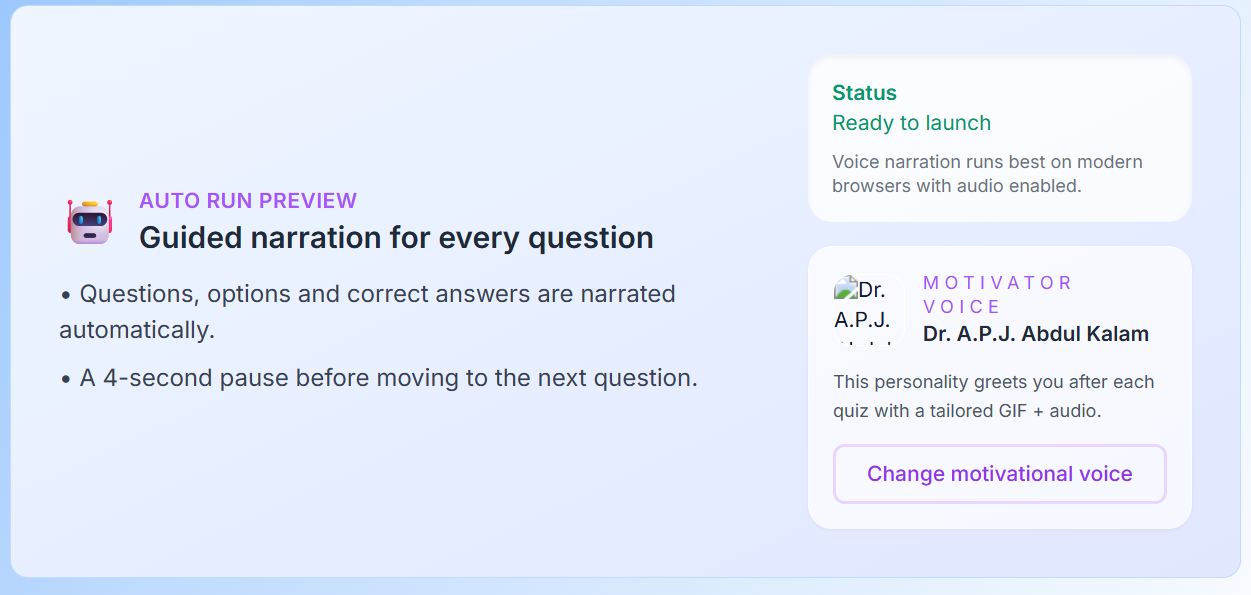 AUTO RUN PREVIEW
Guided narration for every question
• Questions, options and correct answers are narrated
automatically.
• A 4-second pause before moving to the next question.
Status
Ready to launch
Voice narration runs best on modern
browsers with audio enabled.
Dr.
A.P.J.
MOTIVATOR
VOICE
Dr. A.P.J. Abdul Kalam
This personality greets you after each
quiz with a tailored GIF + audio.
Change motivational voice